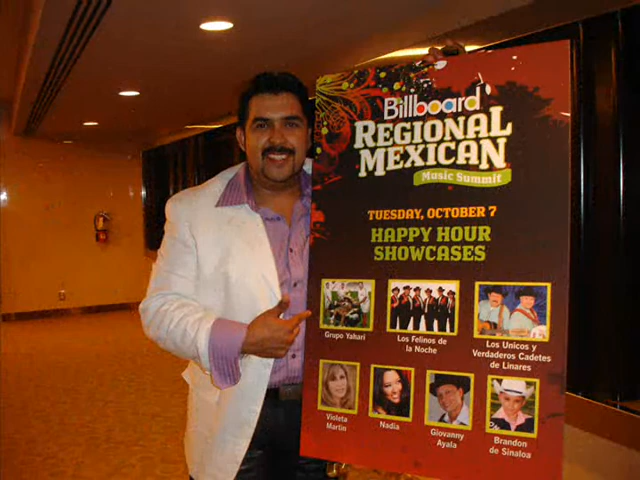 Billboard
REGIONAL
MEXICAN
Music Summit
TUESDAY, OCTOBER 7
HAPPY HOUR
SHOWCASES
Grupo Yahari
Los Felinos de
la Noche
Los Unicos y
Verdaderos Cadetes
de Linares
Violeta
Martin
Nadia
Giovanny
Ayala
Brandon
de Sinaloa